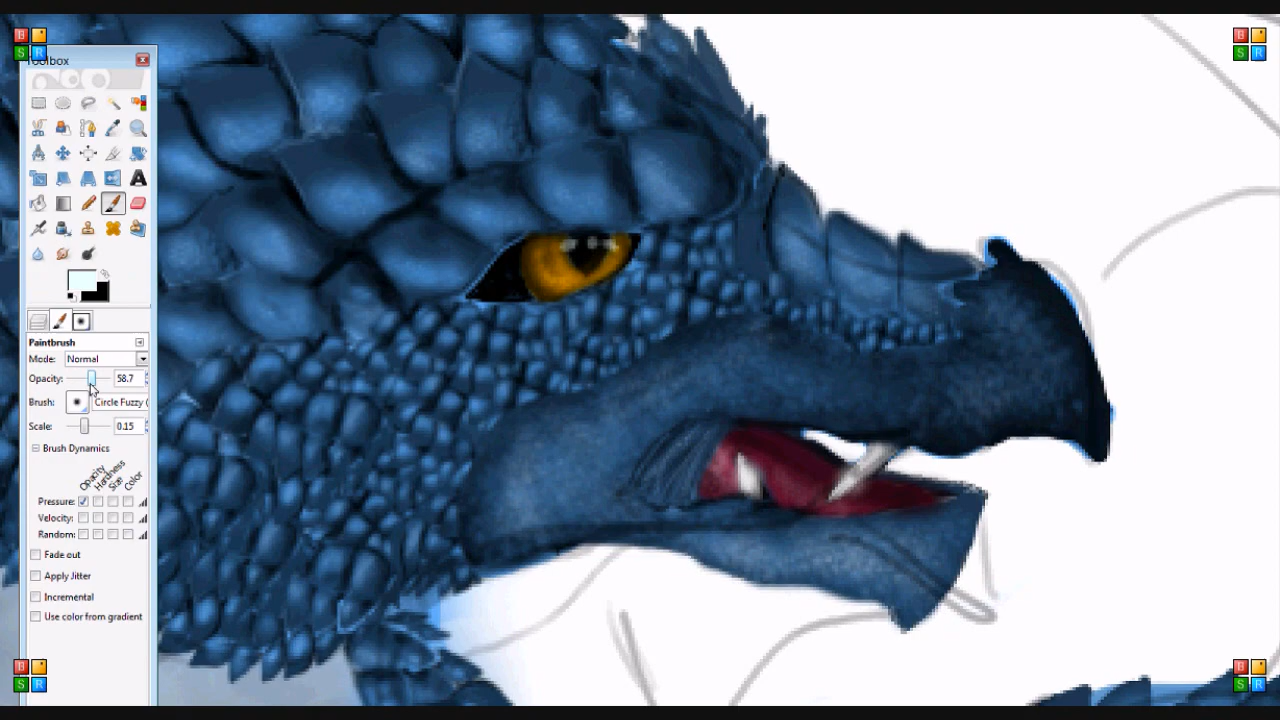 B
S R
B
S R
oolbox
A
Paintbrush
Mode: Normal
Opacity: 58.7
Brush: Circle Fuzzy (
Scale: 0.15
Brush Dynamics
Opacity Hardness Size Color
Pressure:
Velocity:
Random:
Fade out
Apply Jitter
Incremental
Use color from gradient
B
S R
B
S R